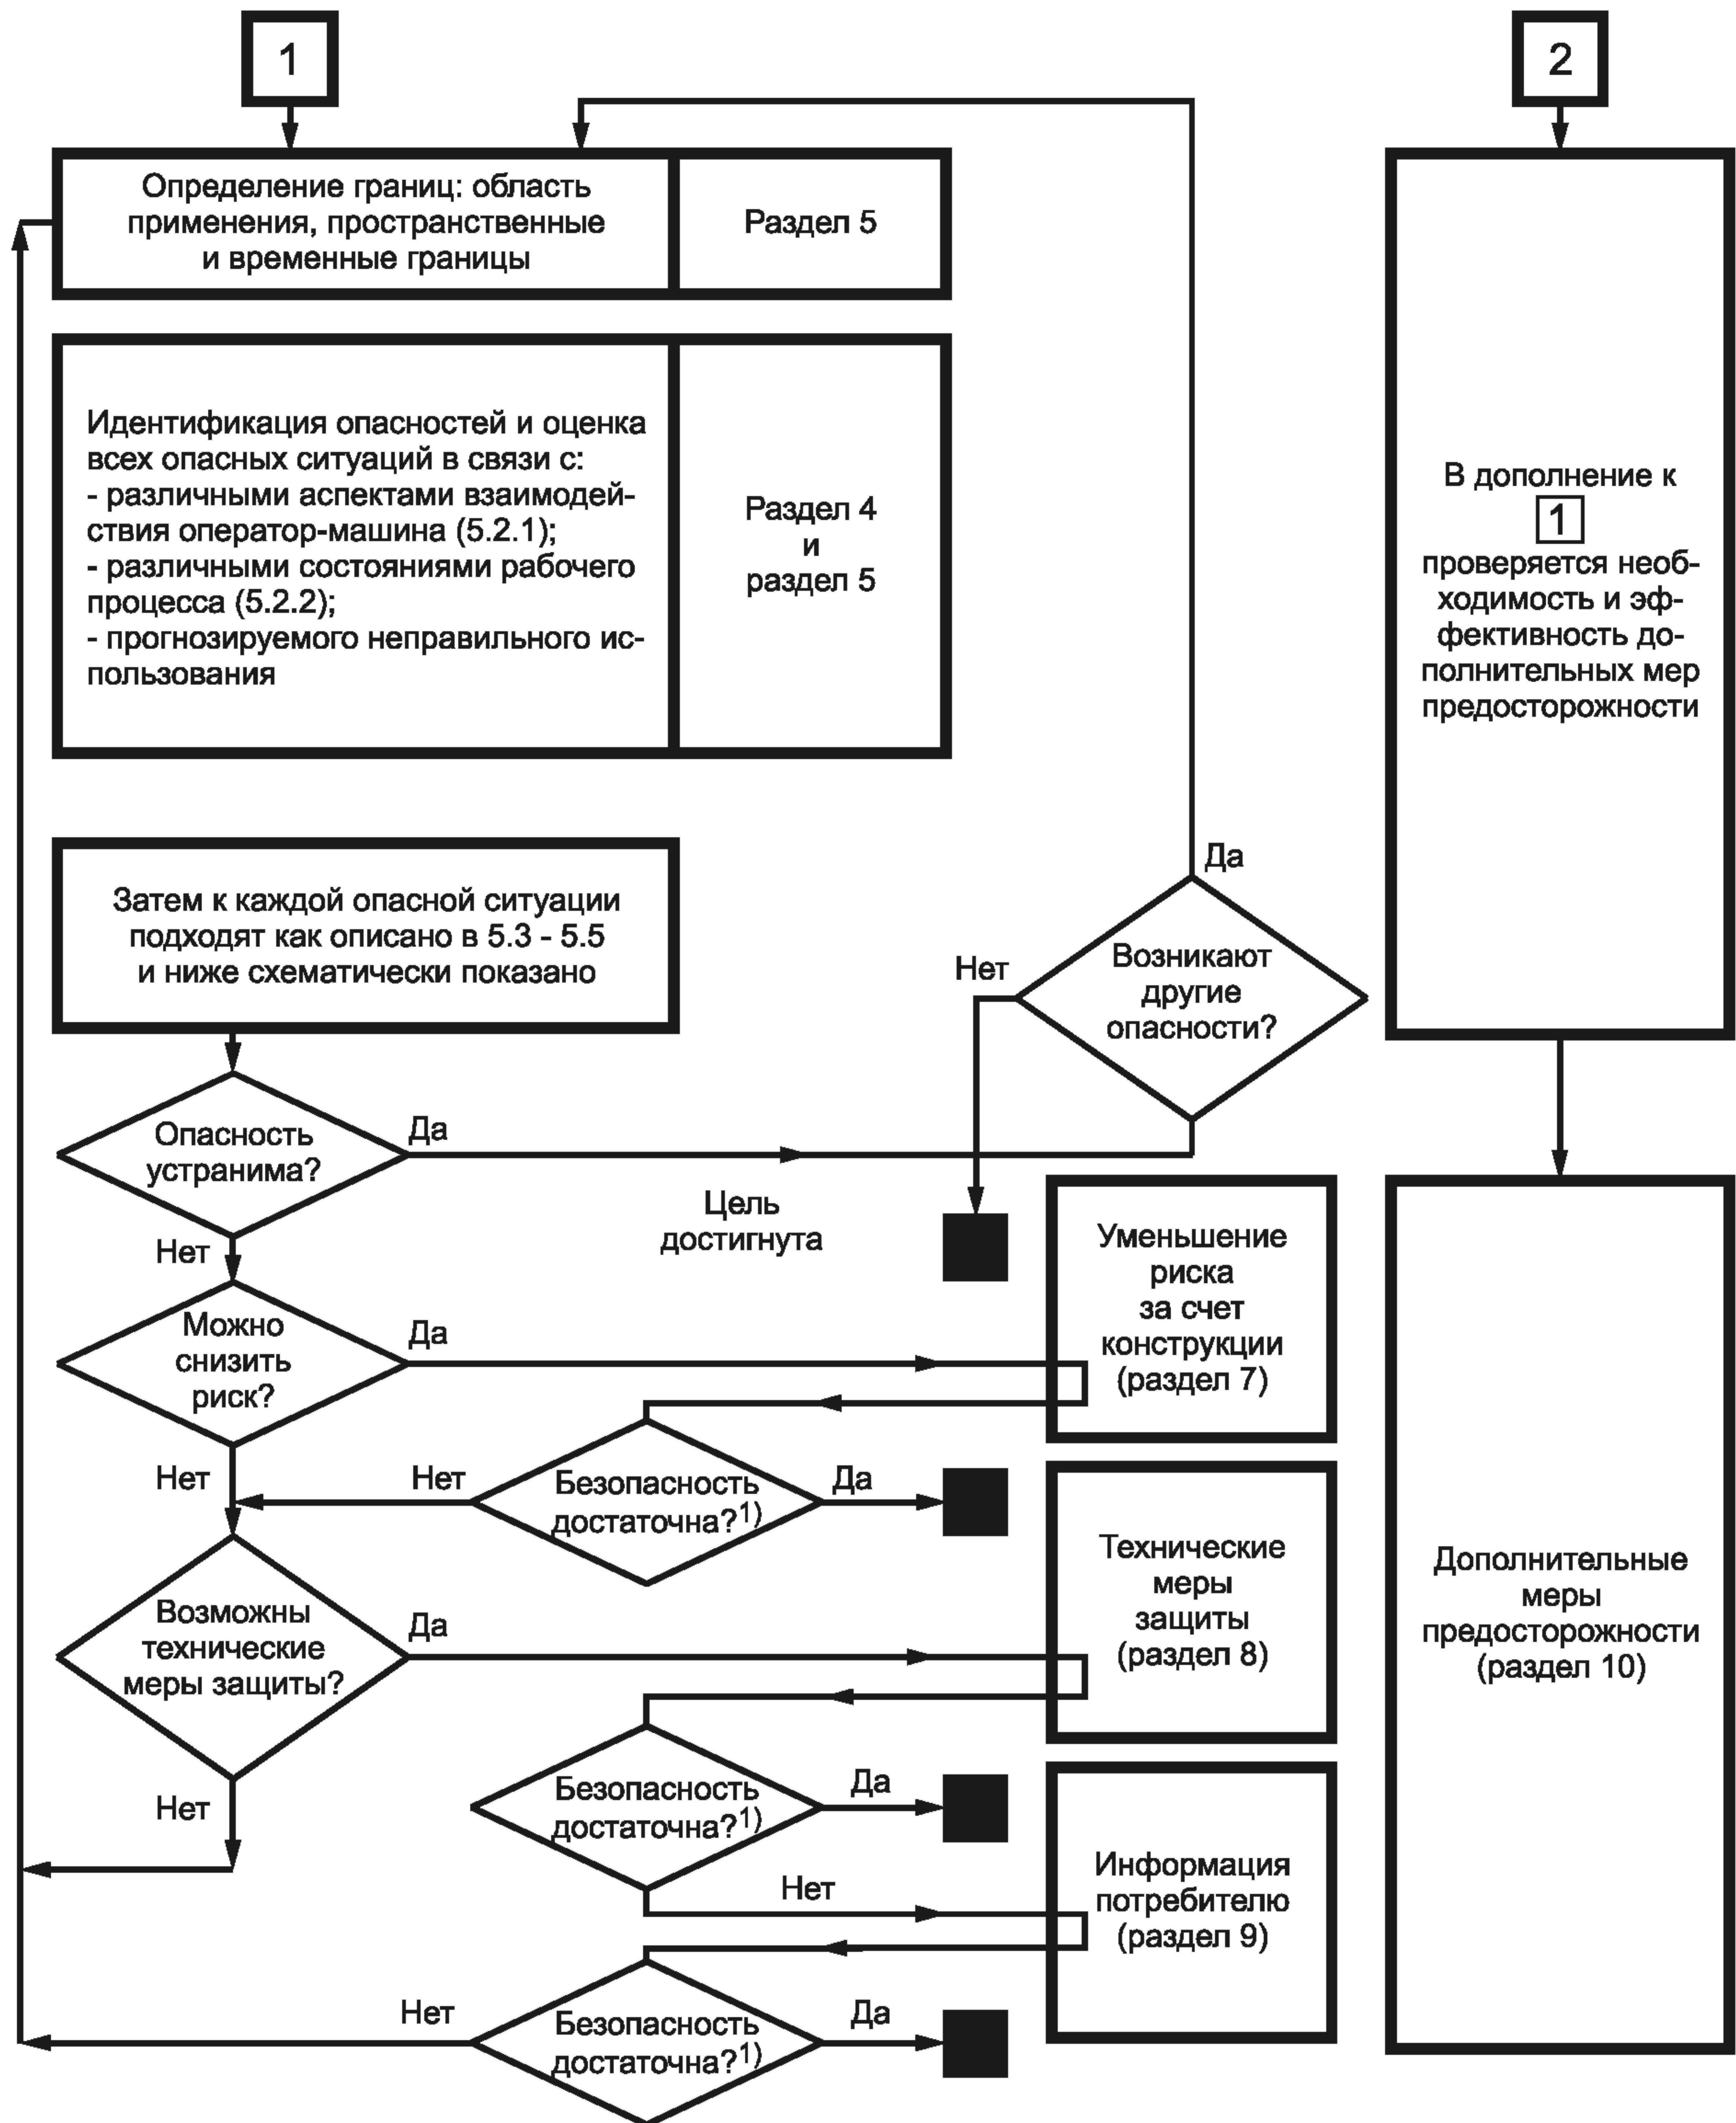 1
2
Определение границ: область
применения, пространственные
и временные границы
Раздел 5
Идентификация опасностей и оценка
всех опасных ситуаций в связи с:
- различными аспектами взаимодей-
ствия оператор-машина (5.2.1);
- различными состояниями рабочего
процесса (5.2.2);
- прогнозируемого неправильного ис-
пользования
Раздел 4
и
раздел 5
В дополнение к
1
проверяется необ-
ходимость и эф-
фективность до-
полнительных мер
предосторожности
Затем к каждой опасной ситуации
подходят как описано в 5.3 - 5.5
и ниже схематически показано
Да
Нет
Возникают
другие
опасности?
Опасность
устранима?
Да
Нет
Цель
достигнута
Уменьшение
риска
за счет
конструкции
(раздел 7)
Можно
снизить
риск?
Да
Нет
Нет
Безопасность
достаточна?1)
Да
Технические
меры
защиты
(раздел 8)
Дополнительные
меры
предосторожности
(раздел 10)
Возможны
технические
меры защиты?
Да
Нет
Безопасность
достаточна?1)
Да
Нет
Информация
потребителю
(раздел 9)
Нет
Безопасность
достаточна?1)
Да